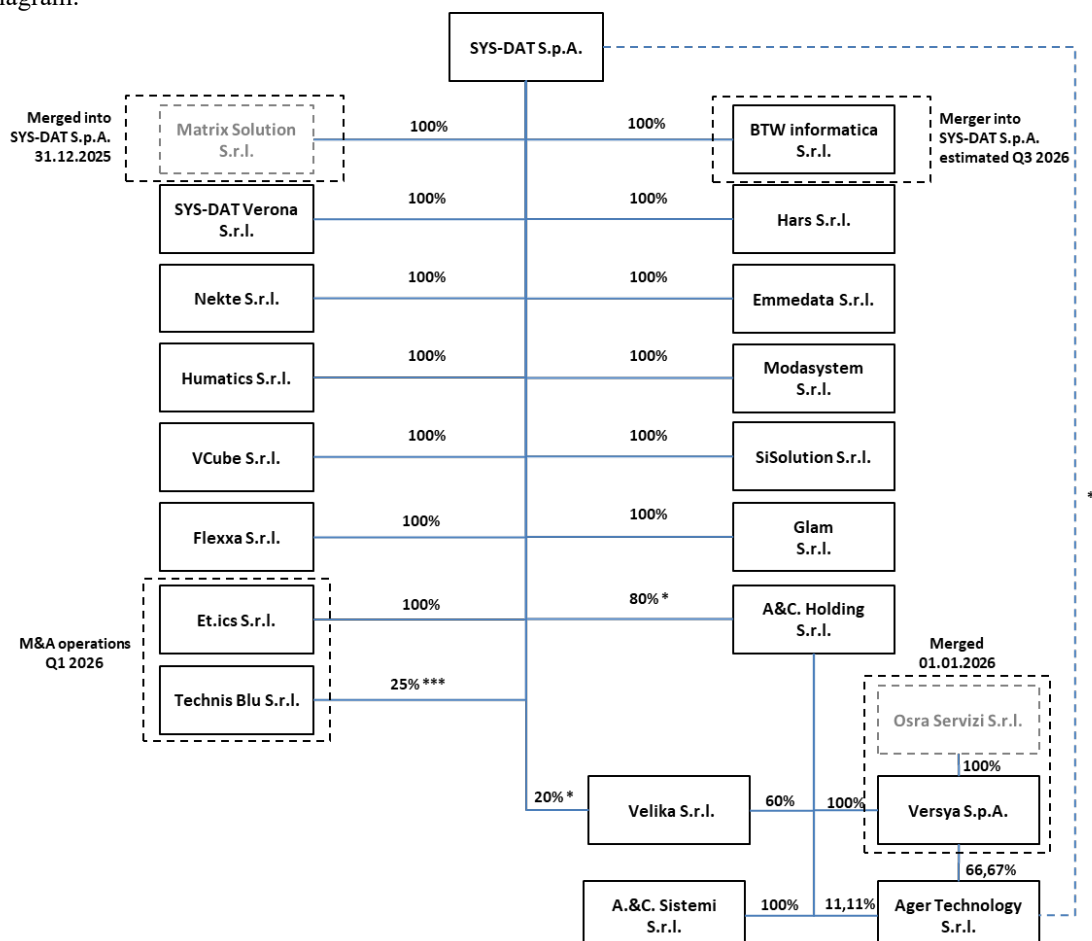 nagram.
SYS-DAT S.p.A.
Merged into
SYS-DAT S.p.A.
31.12.2025
Matrix Solution
S.r.l.
100%
100%
BTW informatica
S.r.l.
Merger into
SYS-DAT S.p.A.
estimated Q3 2026
SYS-DAT Verona
S.r.l.
100%
100%
Hars S.r.l.
Nekte S.r.l.
100%
100%
Emmedata S.r.l.
Humatics S.r.l.
100%
100%
Modasystem
S.r.l.
VCube S.r.l.
100%
100%
SiSolution S.r.l.
*
Flexxa S.r.l.
100%
100%
Glam
S.r.l.
M&A operations
Q1 2026
Et.ics S.r.l.
100%
80% *
A&C. Holding
S.r.l.
Technis Blu S.r.l.
25% ***
Merged
01.01.2026
Osra Servizi S.r.l.
100%
20% *
Velika S.r.l.
60%
100%
Versya S.p.A.
66,67%
A.&C. Sistemi
S.r.l.
100%
11,11%
Ager Technology
S.r.l.